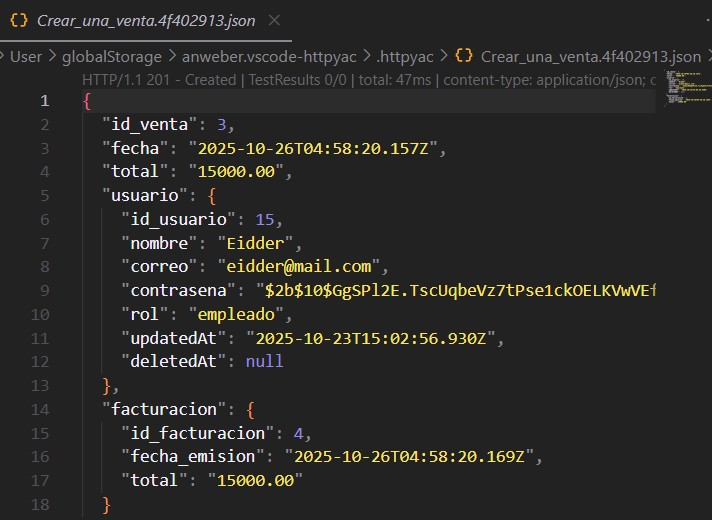 {} Crear_una_venta.4f402913.json ×
> User > globalStorage > anweber.vscode-httpyac > .httpyac > {} Crear_una_venta.4f402913.json >
HTTP/1.1 201 - Created | TestResults 0/0 | total: 47ms | content-type: application/json; c
1 {
2 "id_venta": 3,
3 "fecha": "2025-10-26T04:58:20.157Z",
4 "total": "15000.00",
5 "usuario": {
6 "id_usuario": 15,
7 "nombre": "Eidder",
8 "correo": "eidder@mail.com",
9 "contrasena": "$2b$10$GgSPl2E.TscUqbeVz7tPse1ckOELKVwVEf
10 "rol": "empleado",
11 "updatedAt": "2025-10-23T15:02:56.930Z",
12 "deletedAt": null
13 },
14 "facturacion": {
15 "id_facturacion": 4,
16 "fecha_emision": "2025-10-26T04:58:20.169Z",
17 "total": "15000.00"
18 }